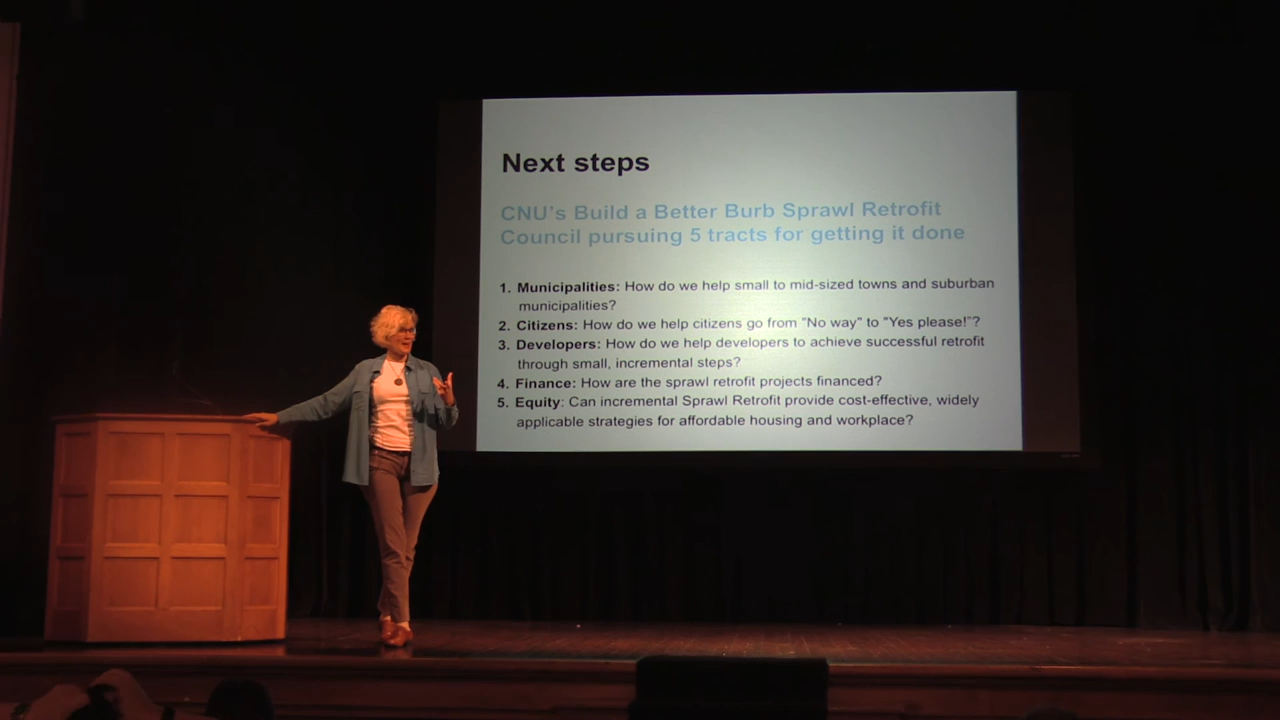 Next steps
CNU's Build a Better Burb Sprawl Retrofit
Council pursuing 5 tracts for getting it done
1. Municipalities: How do we help small to mid-sized towns and suburban
municipalities?
2. Citizens: How do we help citizens go from "No way" to "Yes please!"?
3. Developers: How do we help developers to achieve successful retrofit
through small, incremental steps?
4. Finance: How are the sprawl retrofit projects financed?
5. Equity: Can incremental Sprawl Retrofit provide cost-effective, widely
applicable strategies for affordable housing and workplace?